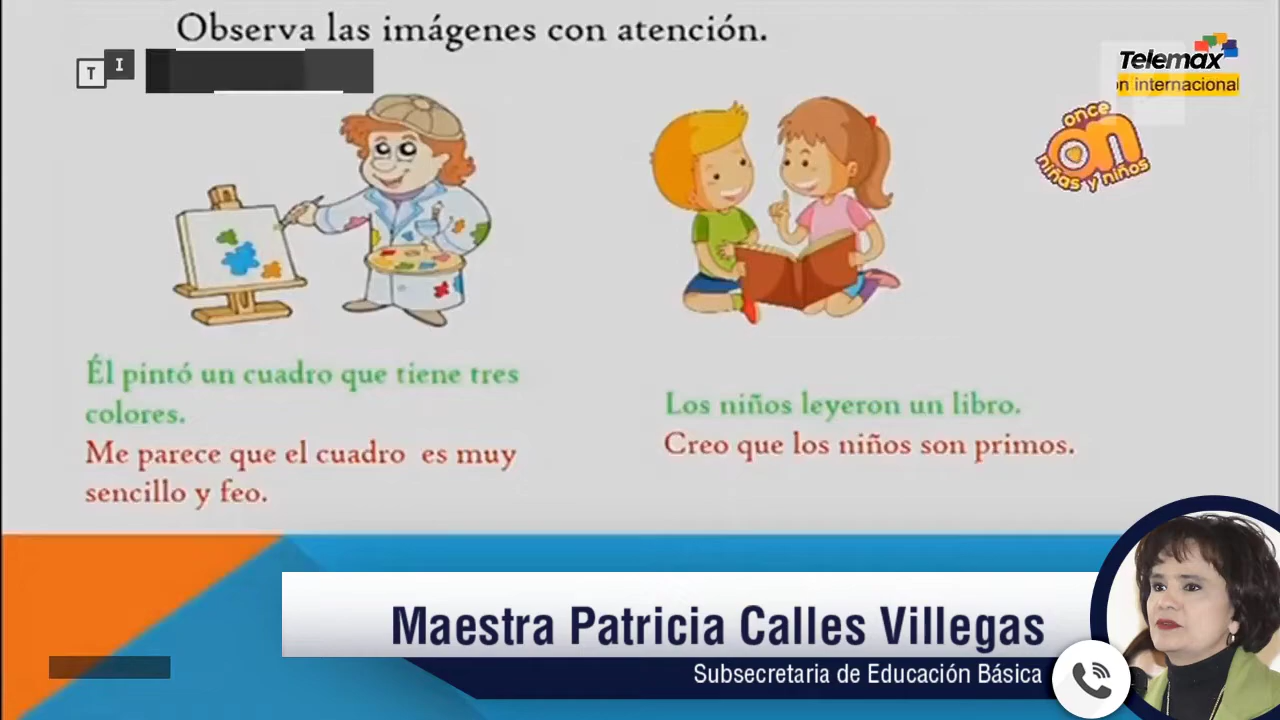 Observa las imágenes con atención.
T I
Telemax
ón internacional
once
on
niñas y niños
Él pintó un cuadro que tiene tres
colores.
Me parece que el cuadro es muy
sencillo y feo.
Los niños leyeron un libro.
Creo que los niños son primos.
Maestra Patricia Calles Villegas
Subsecretaria de Educación Básica